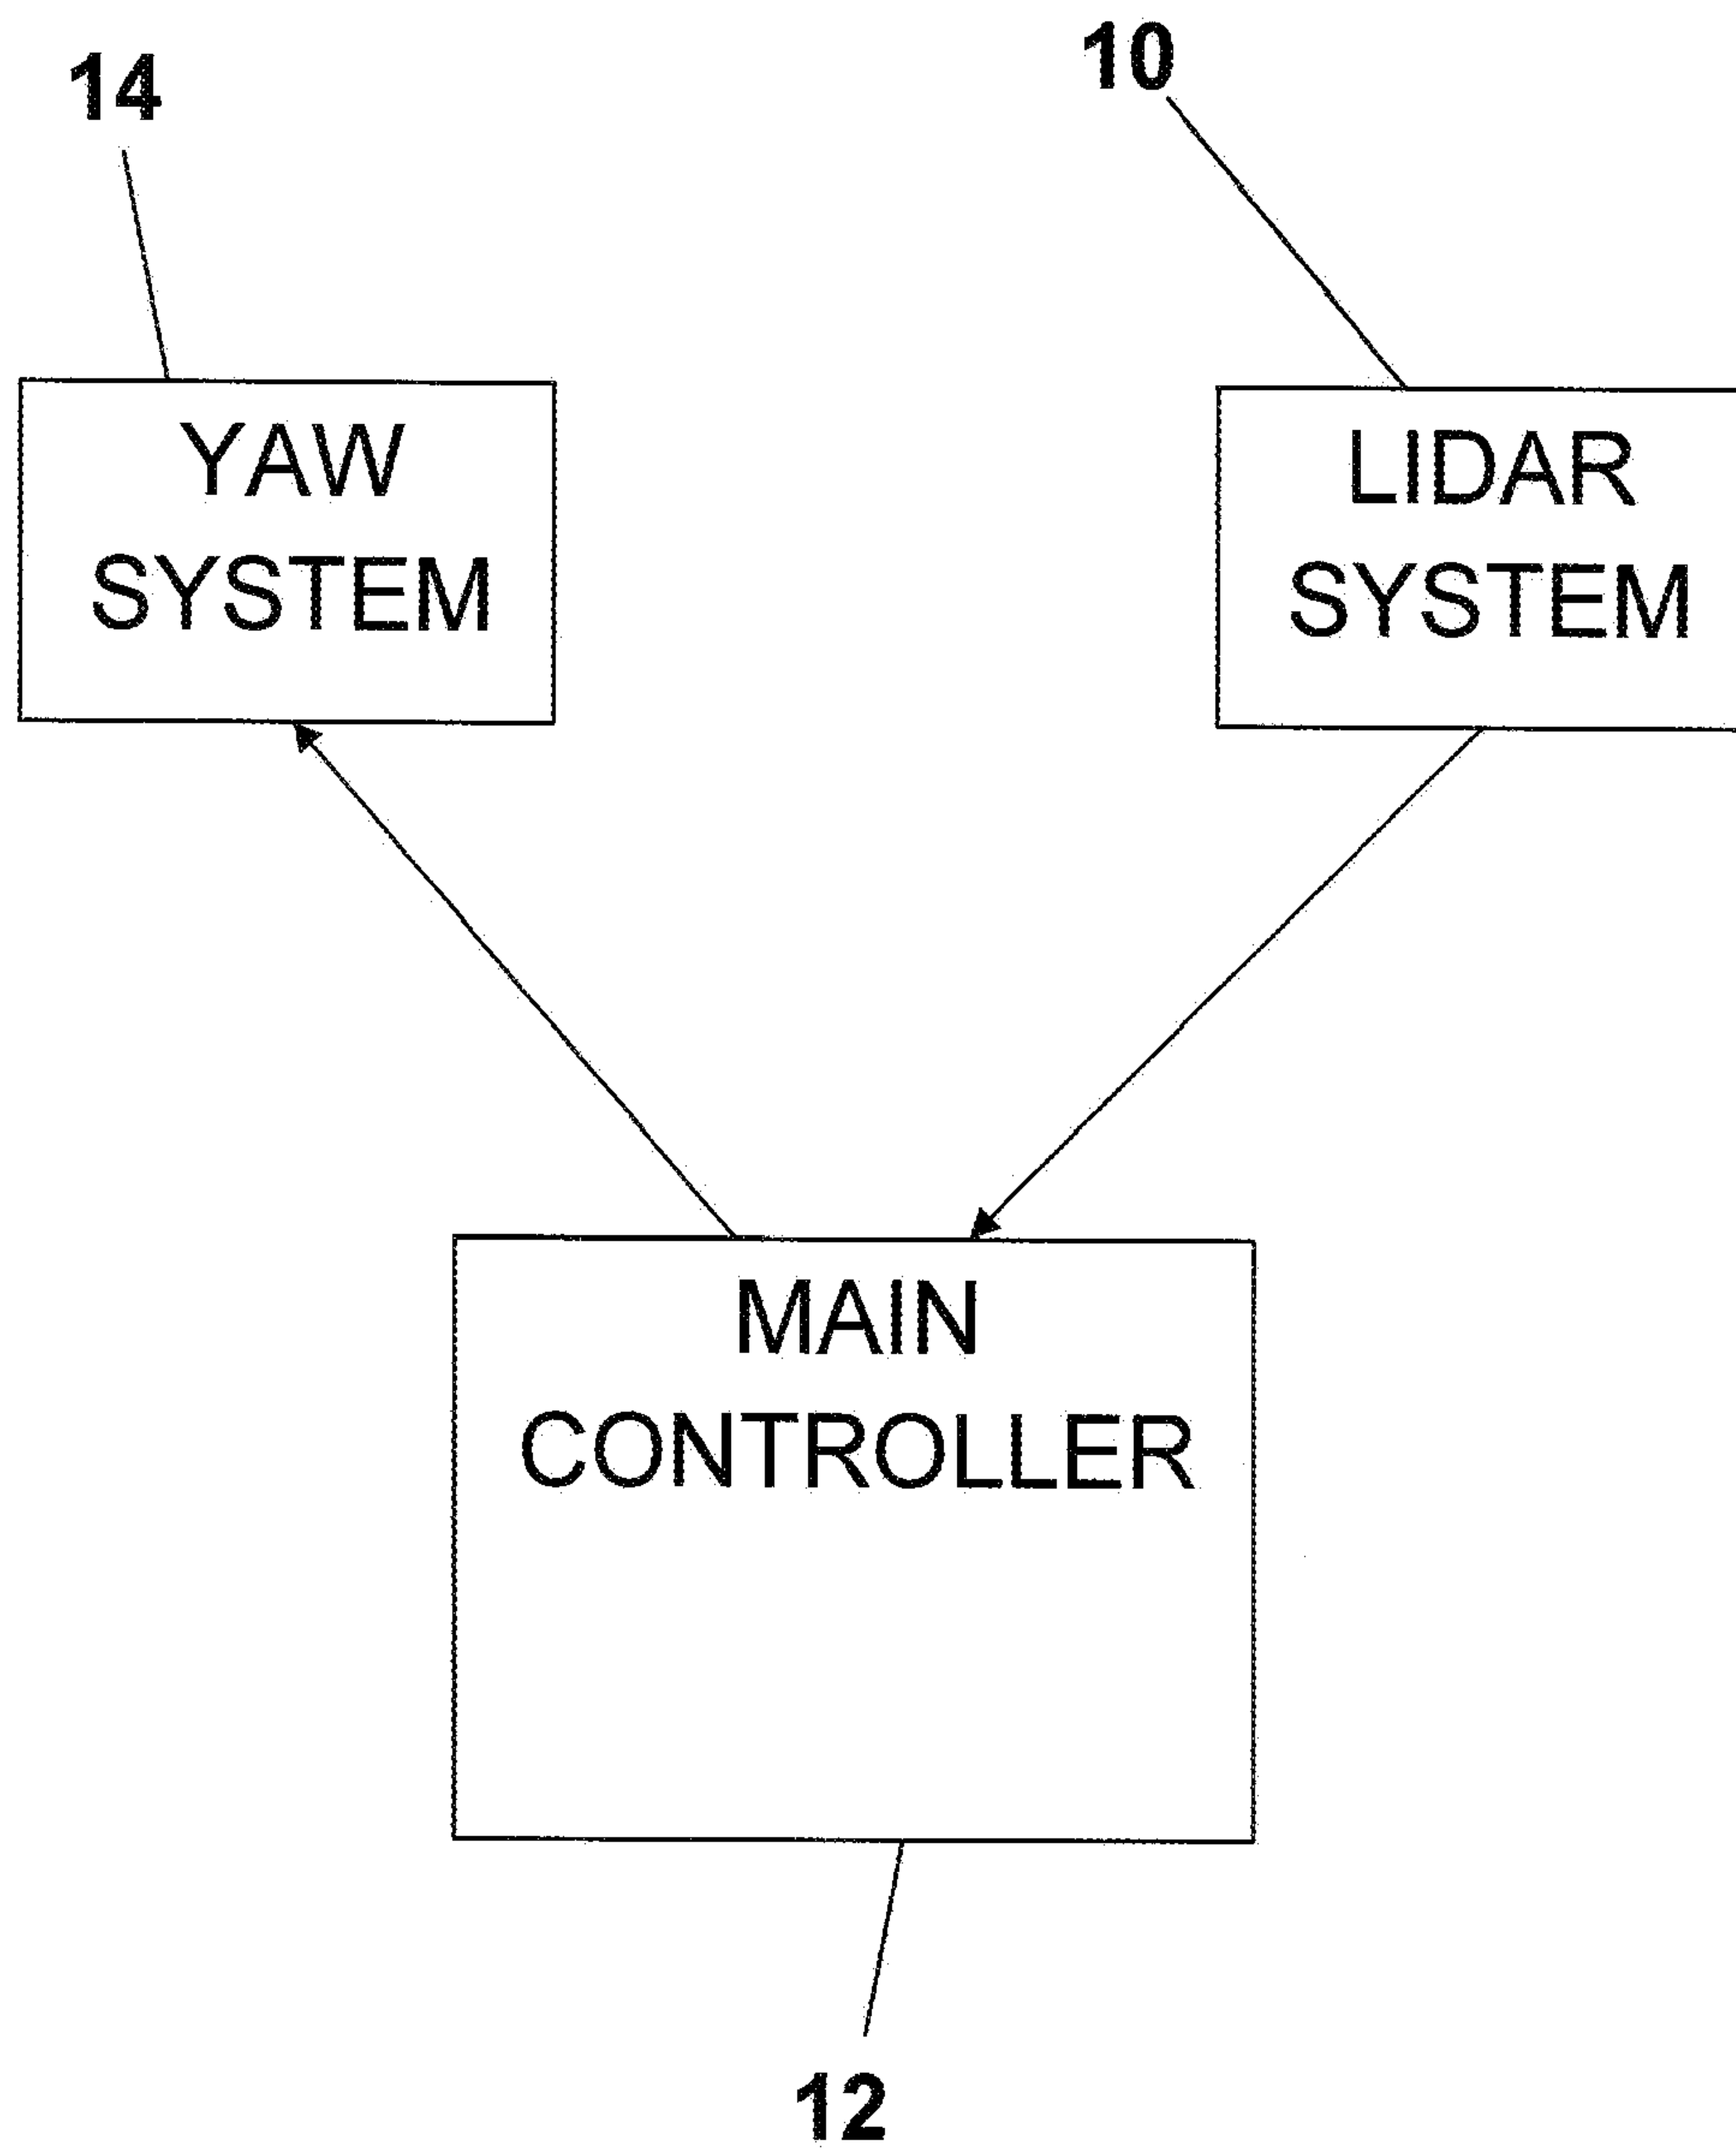 14
10
YAW
SYSTEM
LIDAR
SYSTEM
MAIN
CONTROLLER
12